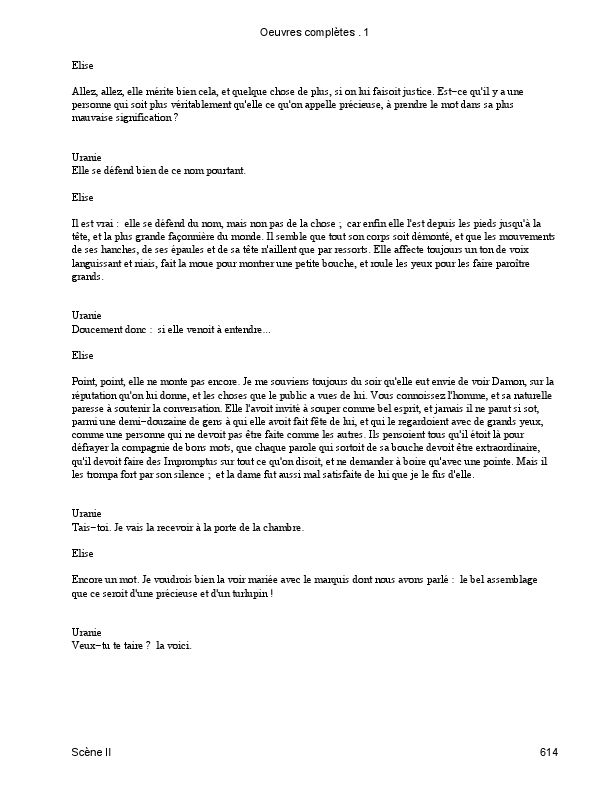 Oeuvres complètes . 1
Elise
Allez, allez, elle mérite bien cela, et quelque chose de plus, si on lui faisoit justice. Est−ce qu'il y a une
personne qui soit plus véritablement qu'elle ce qu'on appelle précieuse, à prendre le mot dans sa plus
mauvaise signification ?
Uranie
Elle se défend bien de ce nom pourtant.
Elise
Il est vrai :  elle se défend du nom, mais non pas de la chose ;  car enfin elle l'est depuis les pieds jusqu'à la
tête, et la plus grande façonnière du monde. Il semble que tout son corps soit démonté, et que les mouvements
de ses hanches, de ses épaules et de sa tête n'aillent que par ressorts. Elle affecte toujours un ton de voix
languissant et niais, fait la moue pour montrer une petite bouche, et roule les yeux pour les faire paroître
grands.
Uranie
Doucement donc :  si elle venoit à entendre...
Elise
Point, point, elle ne monte pas encore. Je me souviens toujours du soir qu'elle eut envie de voir Damon, sur la
réputation qu'on lui donne, et les choses que le public a vues de lui. Vous connoissez l'homme, et sa naturelle
paresse à soutenir la conversation. Elle l'avoit invité à souper comme bel esprit, et jamais il ne parut si sot,
parmi une demi−douzaine de gens à qui elle avoit fait fête de lui, et qui le regardoient avec de grands yeux,
comme une personne qui ne devoit pas être faite comme les autres. Ils pensoient tous qu'il étoit là pour
défrayer la compagnie de bons mots, que chaque parole qui sortoit de sa bouche devoit être extraordinaire,
qu'il devoit faire des Impromptus sur tout ce qu'on disoit, et ne demander à boire qu'avec une pointe. Mais il
les trompa fort par son silence ;  et la dame fut aussi mal satisfaite de lui que je le fus d'elle.
Uranie
Tais−toi. Je vais la recevoir à la porte de la chambre.
Elise
Encore un mot. Je voudrois bien la voir mariée avec le marquis dont nous avons parlé :  le bel assemblage
que ce seroit d'une précieuse et d'un turlupin !
Uranie
Veux−tu te taire ?  la voici.
Scène II 614